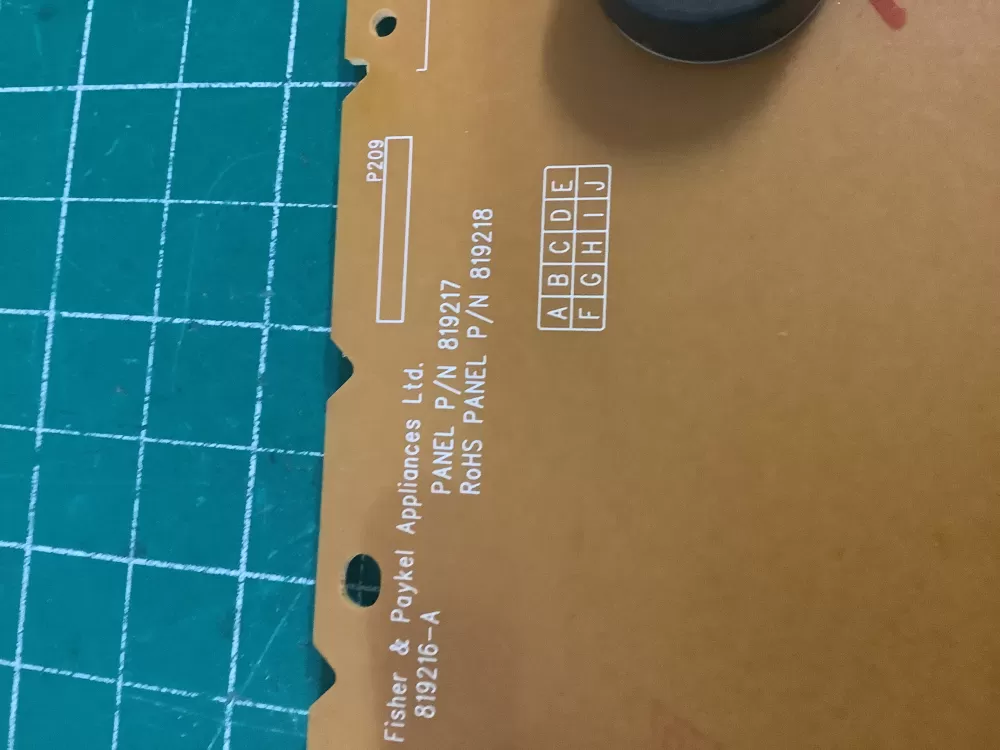 P209
Fisher & Paykel Appliances Ltd.
819216-A
PANEL P/N 819217
RoHS PANEL P/N 819218
A B C D E
F G H I J